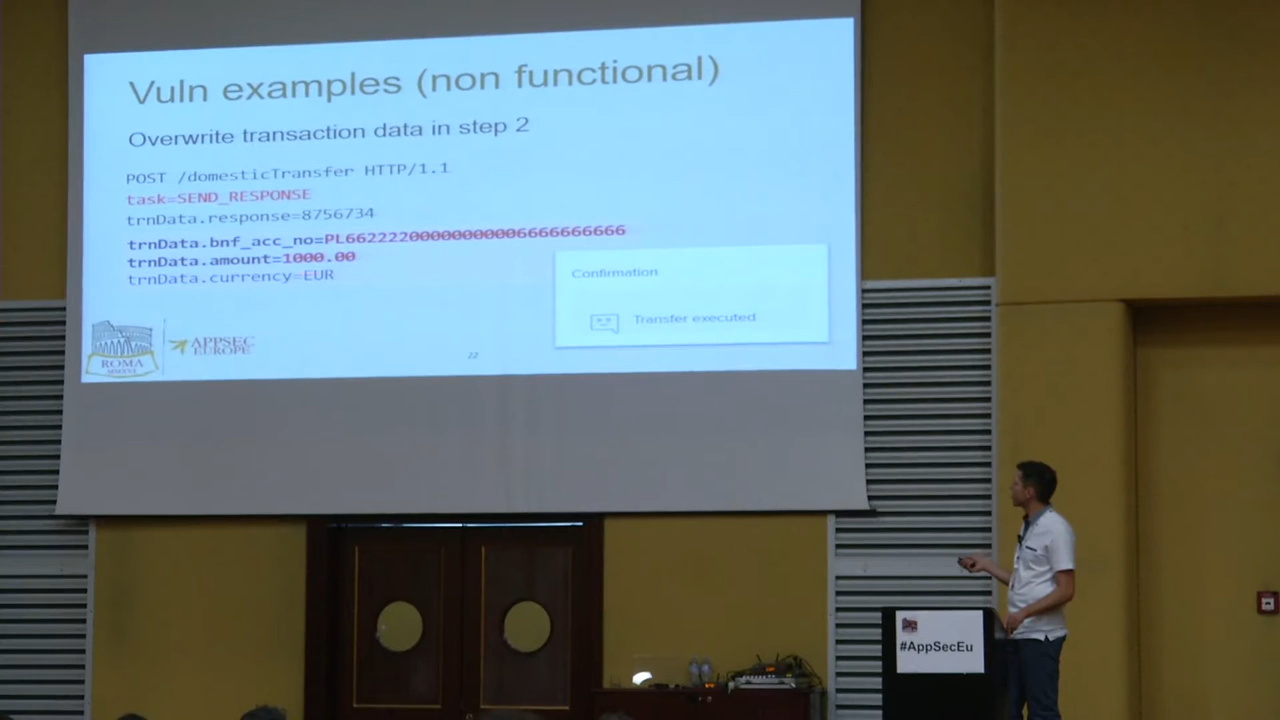 Vuln examples (non functional)
Overwrite transaction data in step 2
POST /domesticTransfer HTTP/1.1
task=SEND_RESPONSE
trnData.response=8756734
trnData.bnf_acc_no=PL66222200000000006666666666
trnData.amount=1000.00
trnData.currency=EUR
Confirmation
Transfer executed
ROMA
MMXVI
APPSEC
EUROPE
22
#AppSecEu